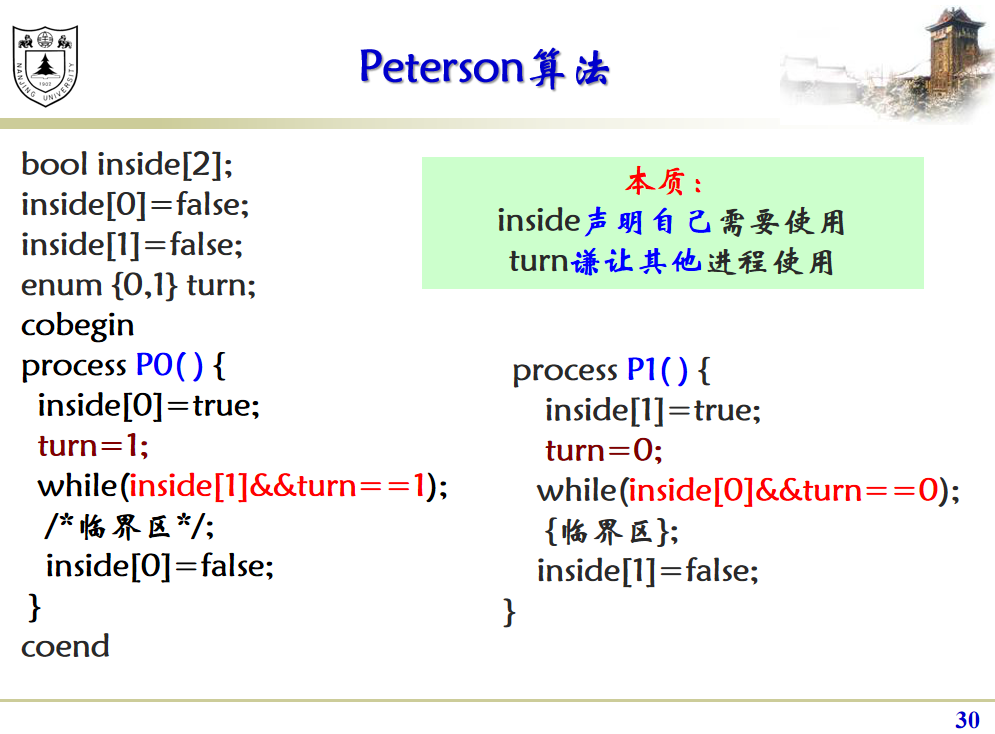 NANJING UNIVERSITY
1902
Peterson算法
bool inside[2];
inside[0]=false;
inside[1]=false;
enum {0,1} turn;
cobegin
process P0( ) {
inside[0]=true;
turn=1;
while(inside[1]&&turn==1);
/*临界区*/;
inside[0]=false;
}
coend
本质：
inside声明自己需要使用
turn谦让其他进程使用
process P1( ) {
inside[1]=true;
turn=0;
while(inside[0]&&turn==0);
{临界区};
inside[1]=false;
}
30